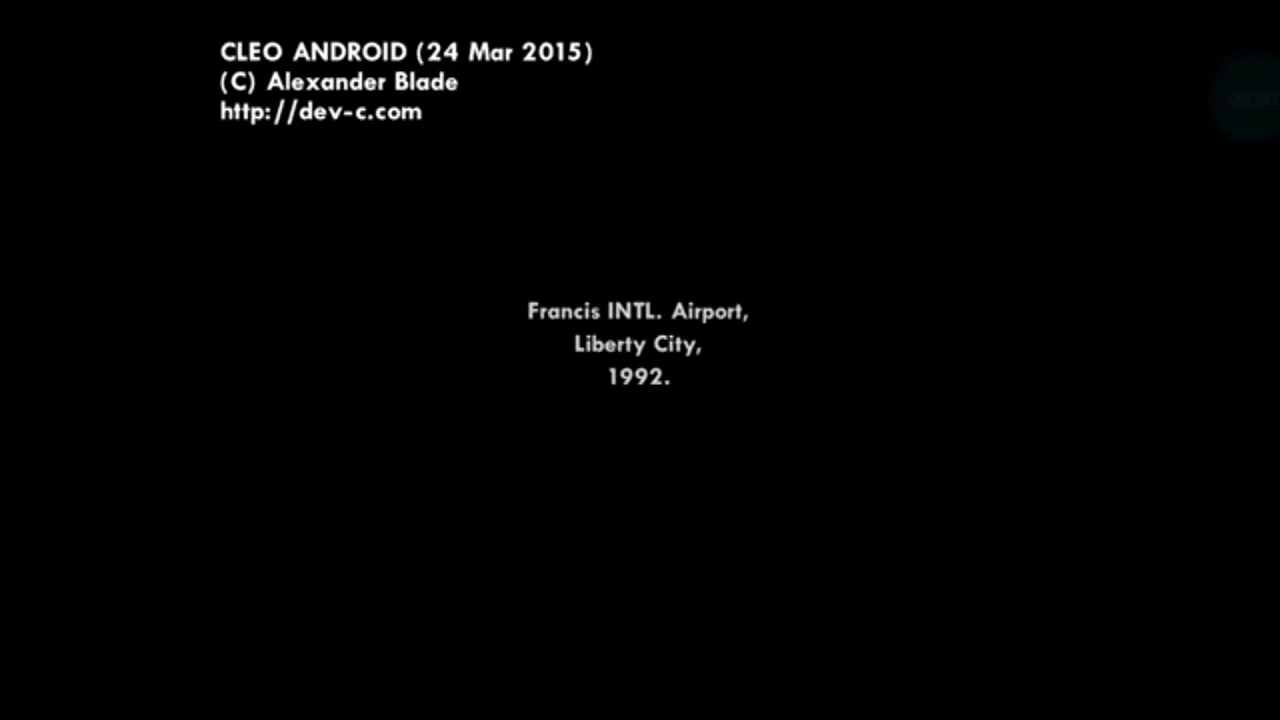 CLEO ANDROID (24 Mar 2015)
(C) Alexander Blade
http://dev-c.com
Francis INTL. Airport,
Liberty City,
1992.